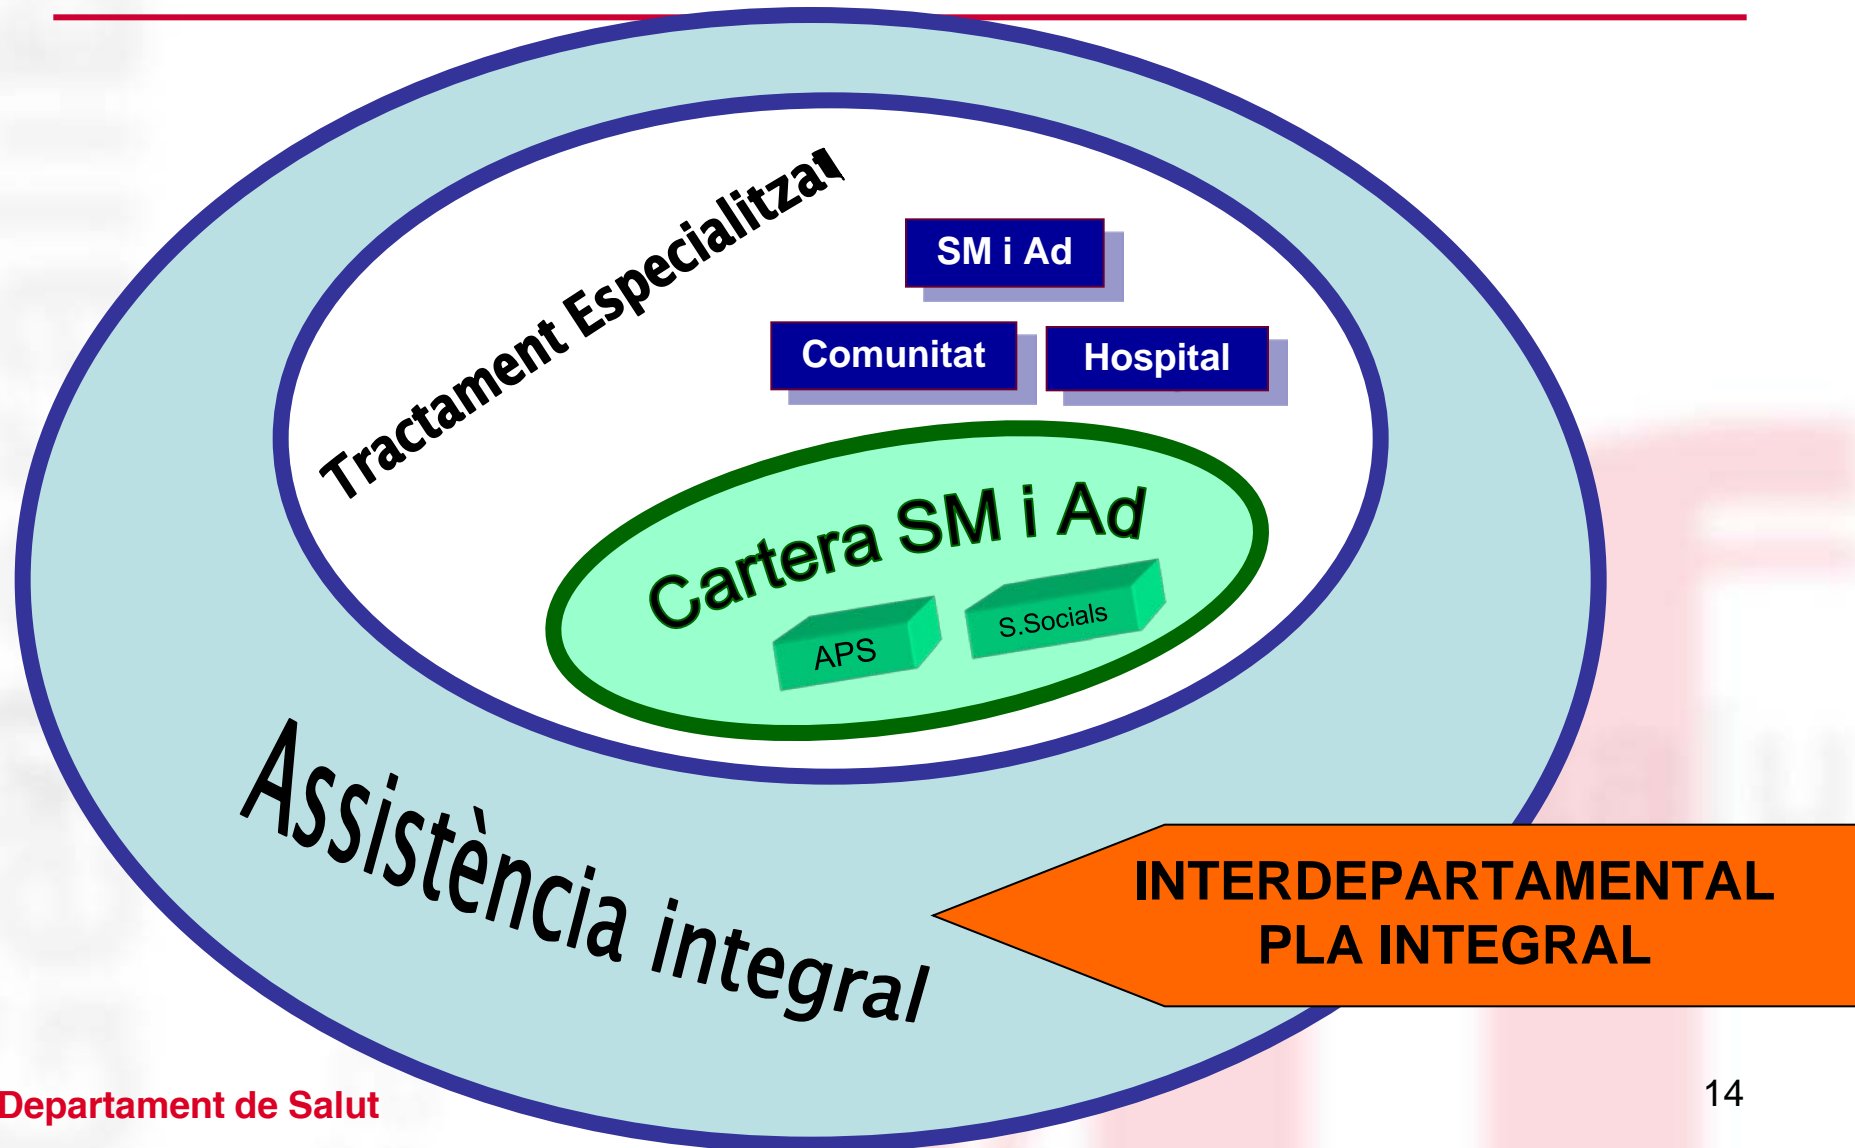 Tractament Especialitzat
SM i Ad
Comunitat
Hospital
Cartera SM i Ad
APS
S.Socials
Assistència integral
INTERDEPARTAMENTAL
PLA INTEGRAL
Departament de Salut
14